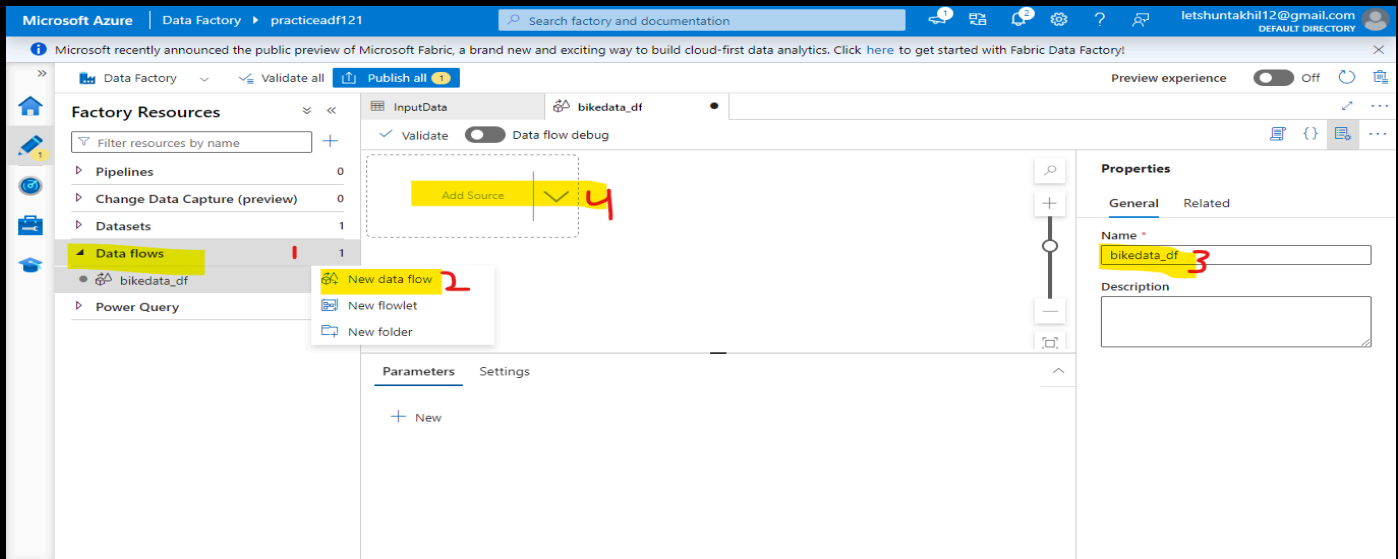 Microsoft Azure Data Factory practiceadf121 Search factory and documentation 1 2 ? letshuntakhil12@gmail.com
DEFAULT DIRECTORY
Microsoft recently announced the public preview of Microsoft Fabric, a brand new and exciting way to build cloud-first data analytics. Click here to get started with Fabric Data Factory!
Data Factory Validate all Publish all 1 Preview experience Off
Factory Resources
Filter resources by name
1
Pipelines 0
Change Data Capture (preview) 0
Datasets 1
Data flows 1 1
bikedata_df
Power Query
New data flow 2
New flowlet
New folder
InputData bikedata_df
Validate Data flow debug
Add Source 4
Parameters Settings
New
Properties
General Related
Name *
bikedata_df 3
Description